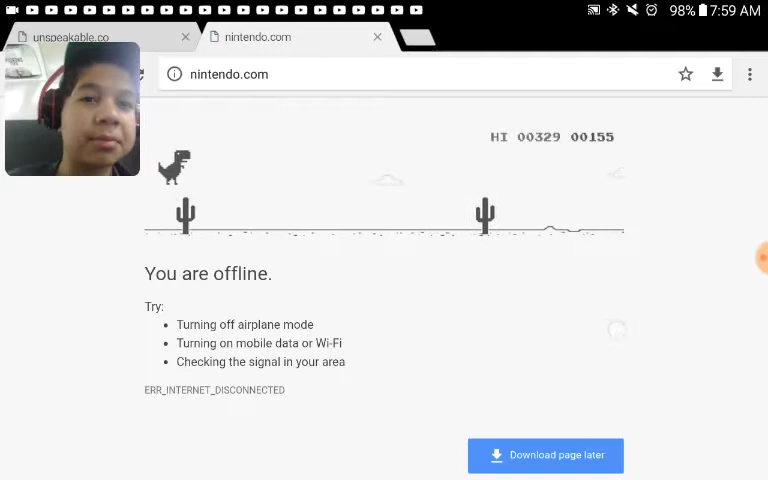 98% 7:59 AM
unspeakable.co
nintendo.com
nintendo.com
HI 00329 00155
You are offline.
Try:
Turning off airplane mode
Turning on mobile data or Wi-Fi
Checking the signal in your area
ERR_INTERNET_DISCONNECTED
Download page later